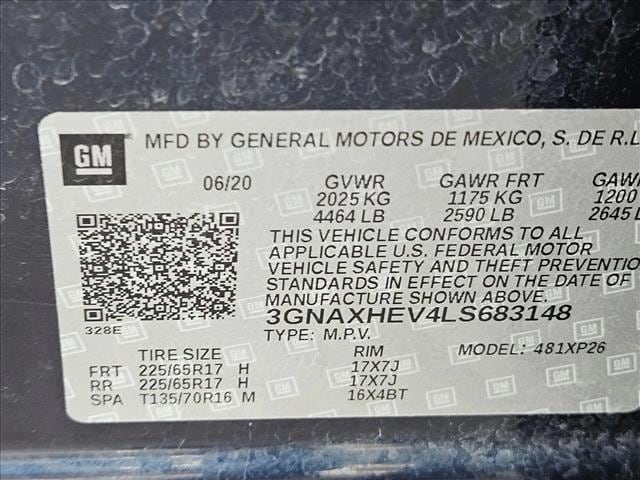 GM
MFD BY GENERAL MOTORS DE MEXICO, S. DE R.L
06/20 GVWR GAWR FRT GAW
2025 KG 1175 KG 1200
4464 LB 2590 LB 2645 L
THIS VEHICLE CONFORMS TO ALL
APPLICABLE U.S. FEDERAL MOTOR
VEHICLE SAFETY AND THEFT PREVENTIO
STANDARDS IN EFFECT ON THE DATE OF
MANUFACTURE SHOWN ABOVE.
328E
3GNAXHEV4LS683148
TYPE: M.P.V. MODEL: 481XP26
TIRE SIZE RIM
FRT 225/65R17 H 17X7J
RR 225/65R17 H 17X7J
SPA T135/70R16 M 16X4BT